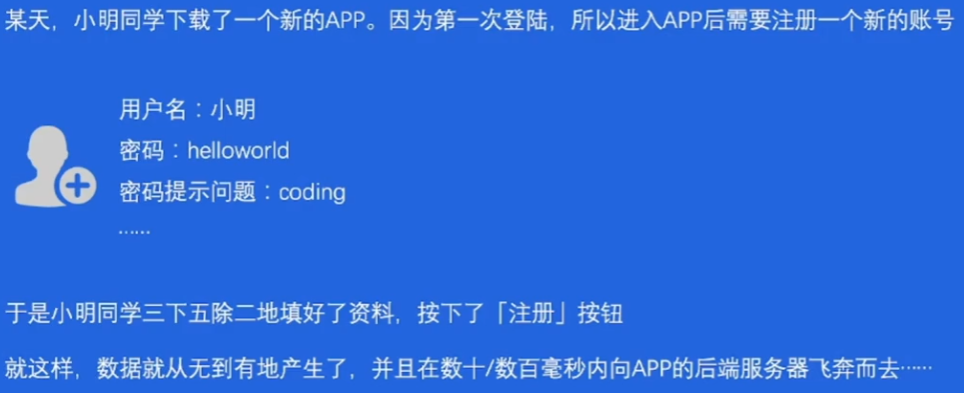 某天，小明同学下载了一个新的APP。因为第一次登陆，所以进入APP后需要注册一个新的账号
用户名：小明
密码：helloworld
密码提示问题：coding
……
于是小明同学三下五除二地填好了资料，按下了「注册」按钮
就这样，数据就从无到有地产生了，并且在数十/数百毫秒内向APP的后端服务器飞奔而去……